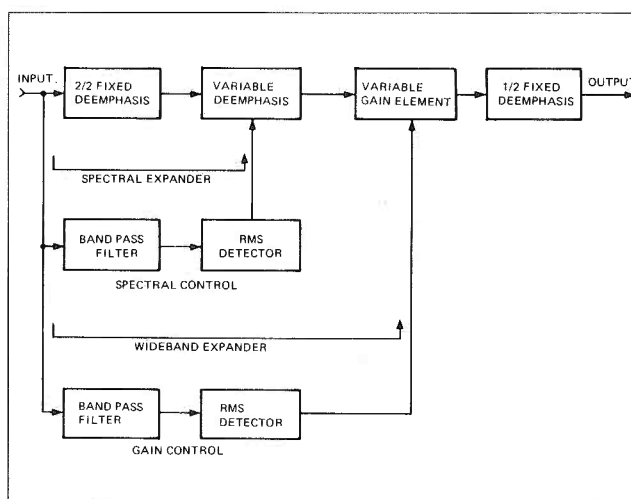 INPUT.
2/2 FIXED
DEEMPHASIS
VARIABLE
DEEMPHASIS
VARIABLE
GAIN ELEMENT
1/2 FIXED
DEEMPHASIS
OUTPUT
SPECTRAL EXPANDER
BAND PASS
FILTER
RMS
DETECTOR
SPECTRAL CONTROL
WIDEBAND EXPANDER
BAND PASS
FILTER
RMS
DETECTOR
GAIN CONTROL